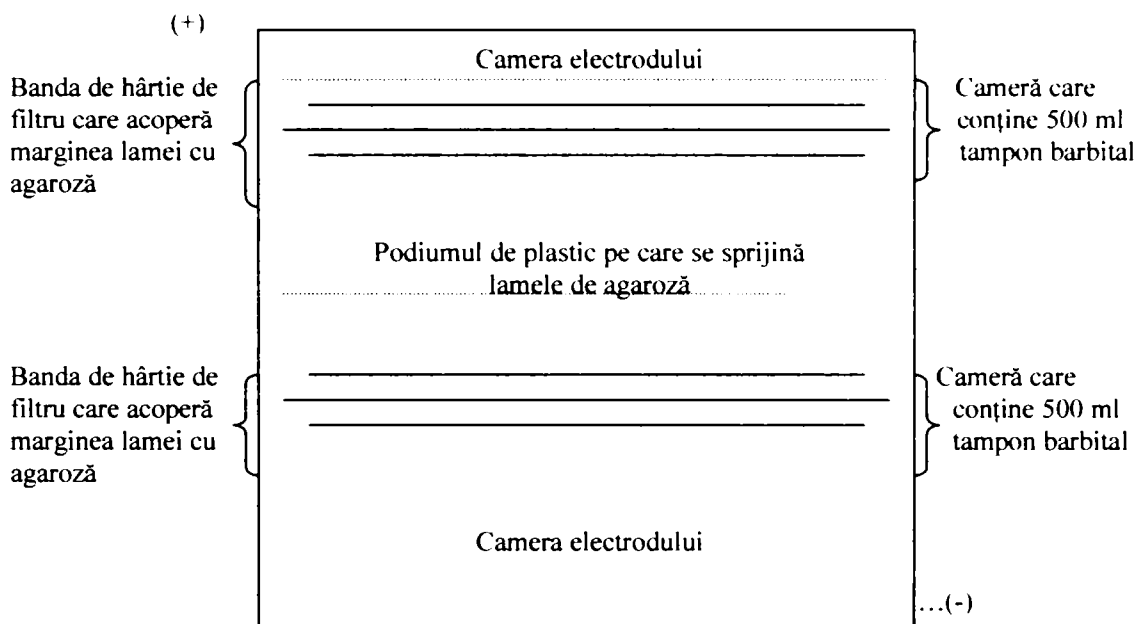 (+)
Camera electrodului
Banda de hârtie de
filtru care acoperă
marginea lamei cu
agaroză
Cameră care
conține 500 ml
tampon barbital
Podiumul de plastic pe care se sprijină
lamele de agaroză
Banda de hârtie de
filtru care acoperă
marginea lamei cu
agaroză
Cameră care
conține 500 ml
tampon barbital
Camera electrodului
...(-)